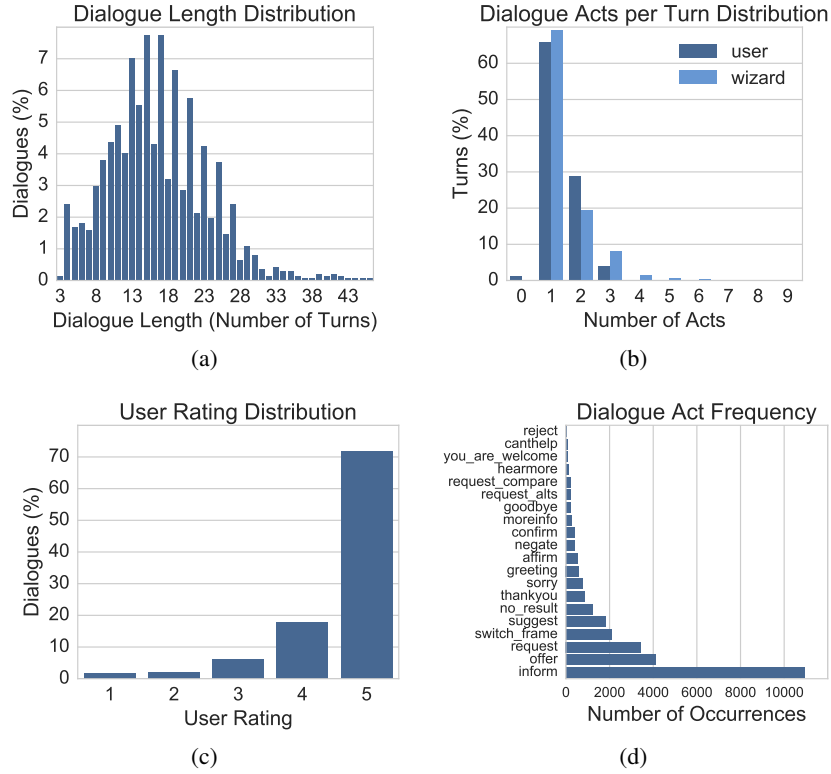 Dialogue Length Distribution
Dialogues (%)
7
6
5
4
3
2
1
0
3 8 13 18 23 28 33 38 43
Dialogue Length (Number of Turns)
(a)
Dialogue Acts per Turn Distribution
user
wizard
Turns (%)
60
50
40
30
20
10
0
0 1 2 3 4 5 6 7 8 9
Number of Acts
(b)
User Rating Distribution
Dialogues (%)
70
60
50
40
30
20
10
0
1 2 3 4 5
User Rating
(c)
Dialogue Act Frequency
reject
canthelp
you_are_welcome
hearmore
request_compare
request_alts
goodbye
moreinfo
confirm
negate
affirm
greeting
sorry
thankyou
no_result
suggest
switch_frame
request
offer
inform
0 2000 4000 6000 8000 10000
Number of Occurrences
(d)